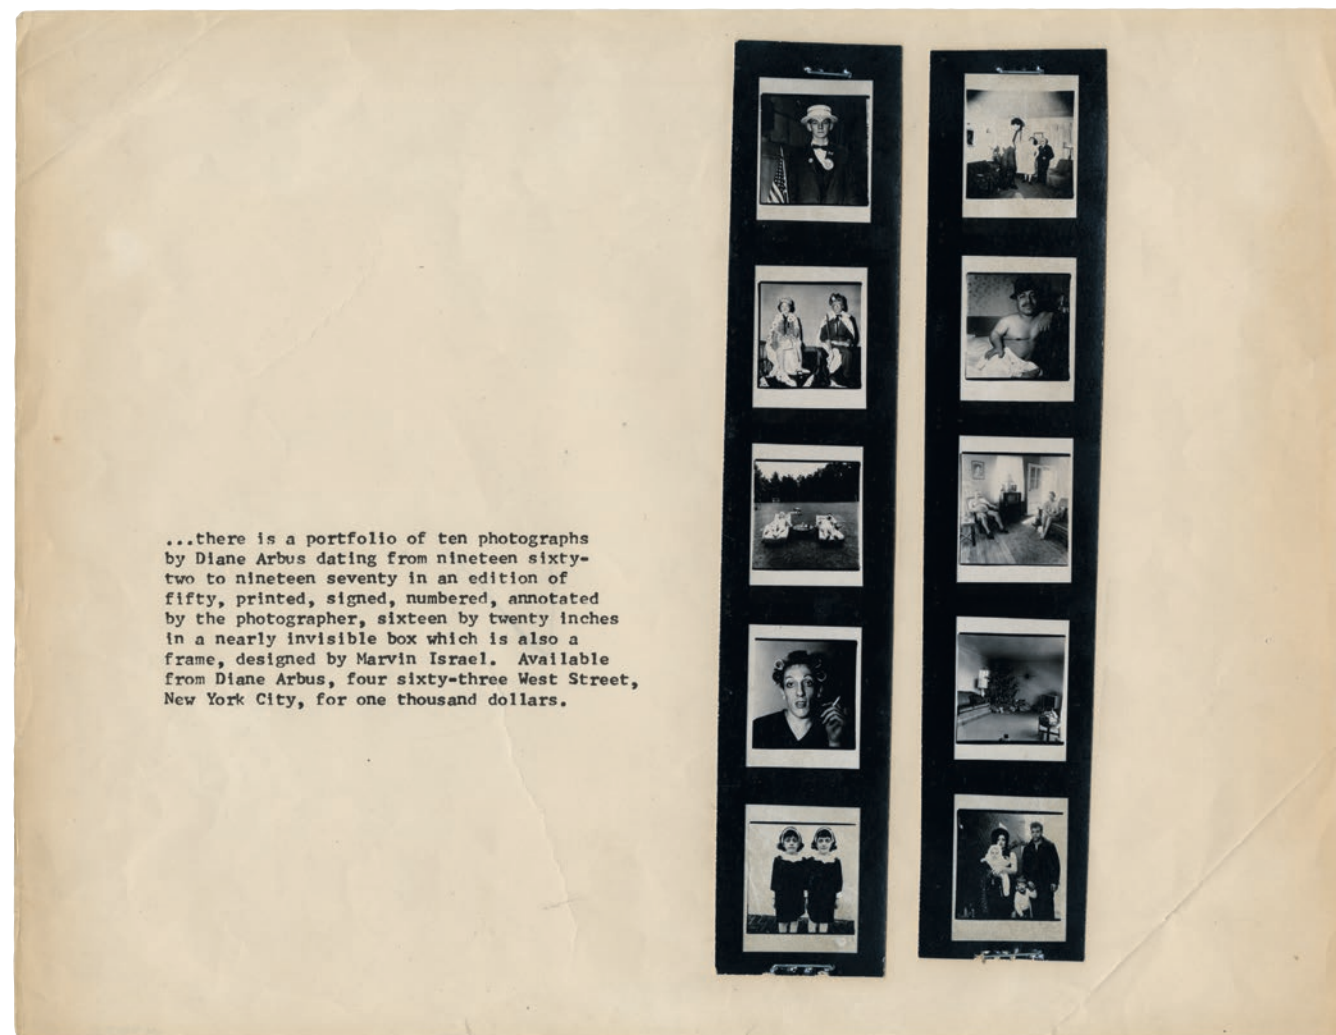 ...there is a portfolio of ten photographs
by Diane Arbus dating from nineteen sixty-
two to nineteen seventy in an edition of
fifty, printed, signed, numbered, annotated
by the photographer, sixteen by twenty inches
in a nearly invisible box which is also a
frame, designed by Marvin Israel.  Available
from Diane Arbus, four sixty-three West Street,
New York City, for one thousand dollars.